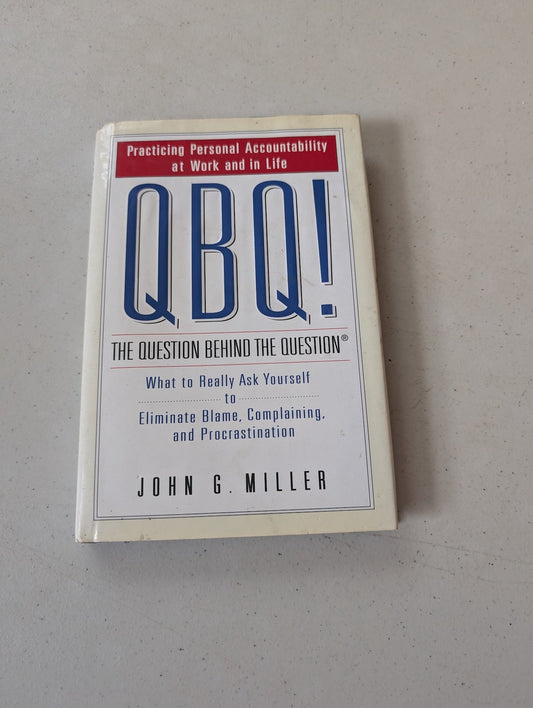 Practicing Personal Accountability
at Work and in Life
QBQ!
THE QUESTION BEHIND THE QUESTION®
What to Really Ask Yourself
to
Eliminate Blame, Complaining,
and Procrastination
JOHN G. MILLER